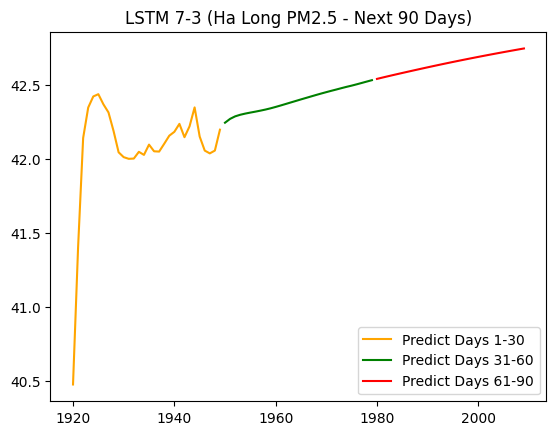 LSTM 7-3 (Ha Long PM2.5 - Next 90 Days)
42.5
42.0
41.5
41.0
40.5
Predict Days 1-30
Predict Days 31-60
Predict Days 61-90
1920 1940 1960 1980 2000